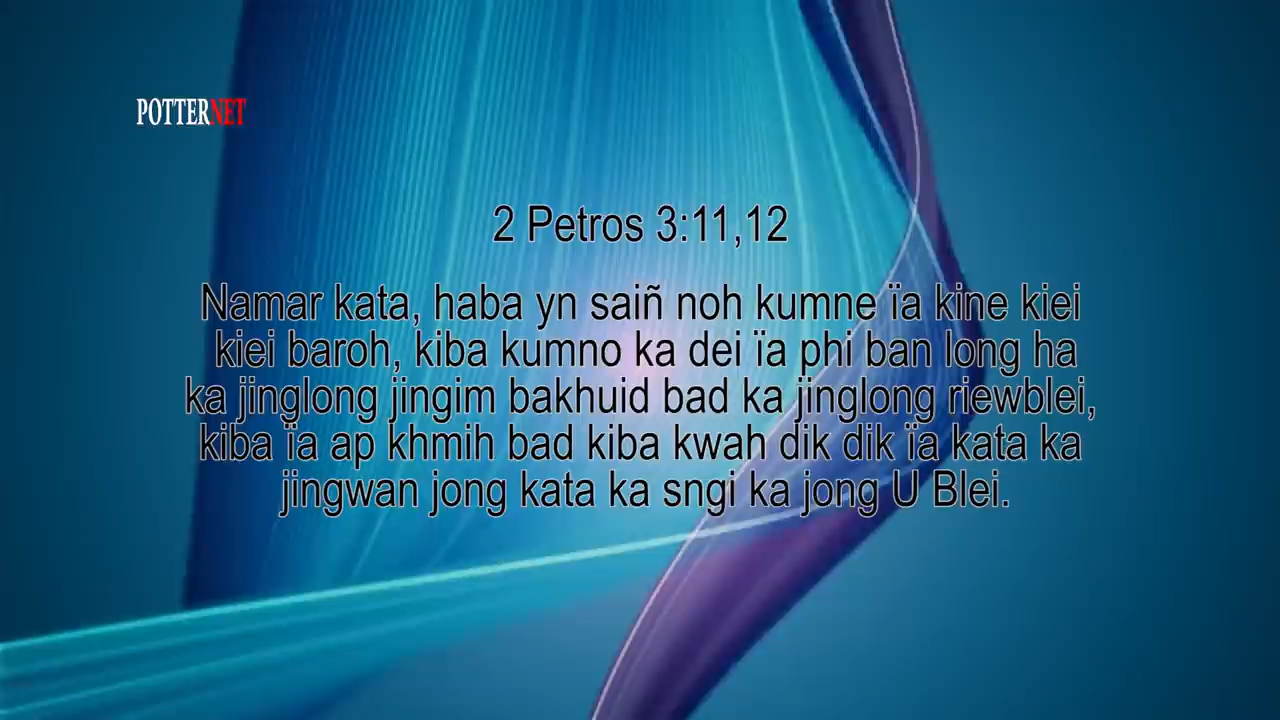 POTTERNET
2 Petros 3:11,12
Namar kata, haba yn saiñ noh kumne ïa kine kiei
kiei baroh, kiba kumno ka dei ïa phi ban long ha
ka jinglong jingim bakhuid bad ka jinglong riewblei,
kiba ïa ap khmih bad kiba kwah dik dik ïa kata ka
jingwan jong kata ka sngi ka jong U Blei.